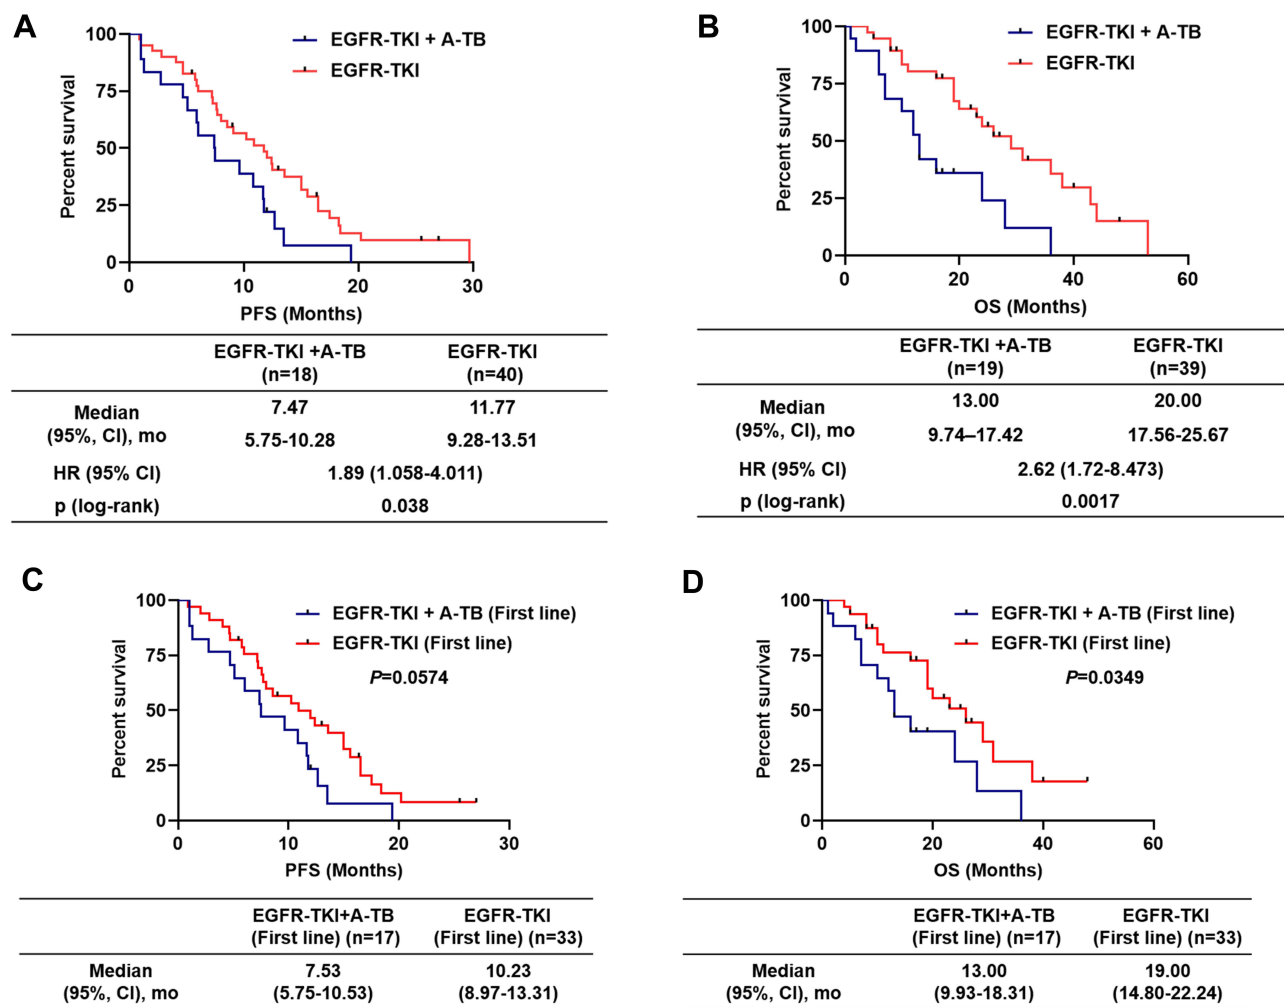 A
100
75
50
25
0
Percent survival
EGFR-TKI + A-TB
EGFR-TKI
0 10 20 30
PFS (Months)
EGFR-TKI +A-TB EGFR-TKI
(n=18) (n=40)
Median 7.47 11.77
(95%, CI), mo 5.75-10.28 9.28-13.51
HR (95% CI) 1.89 (1.058-4.011)
p (log-rank) 0.038
B
100
75
50
25
0
Percent survival
EGFR-TKI + A-TB
EGFR-TKI
0 20 40 60
OS (Months)
EGFR-TKI +A-TB EGFR-TKI
(n=19) (n=39)
Median 13.00 20.00
(95%, CI), mo 9.74–17.42 17.56-25.67
HR (95% CI) 2.62 (1.72-8.473)
p (log-rank) 0.0017
C
100
75
50
25
0
Percent survival
EGFR-TKI + A-TB (First line)
EGFR-TKI (First line)
P=0.0574
0 10 20 30
PFS (Months)
EGFR-TKI+A-TB EGFR-TKI
(First line) (n=17) (First line) (n=33)
Median 7.53 10.23
(95%, CI), mo (5.75-10.53) (8.97-13.31)
D
100
75
50
25
0
Percent survival
EGFR-TKI + A-TB (First line)
EGFR-TKI (First line)
P=0.0349
0 20 40 60
OS (Months)
EGFR-TKI+A-TB EGFR-TKI
(First line) (n=17) (First line) (n=33)
Median 13.00 19.00
(95%, CI), mo (9.93-18.31) (14.80-22.24)